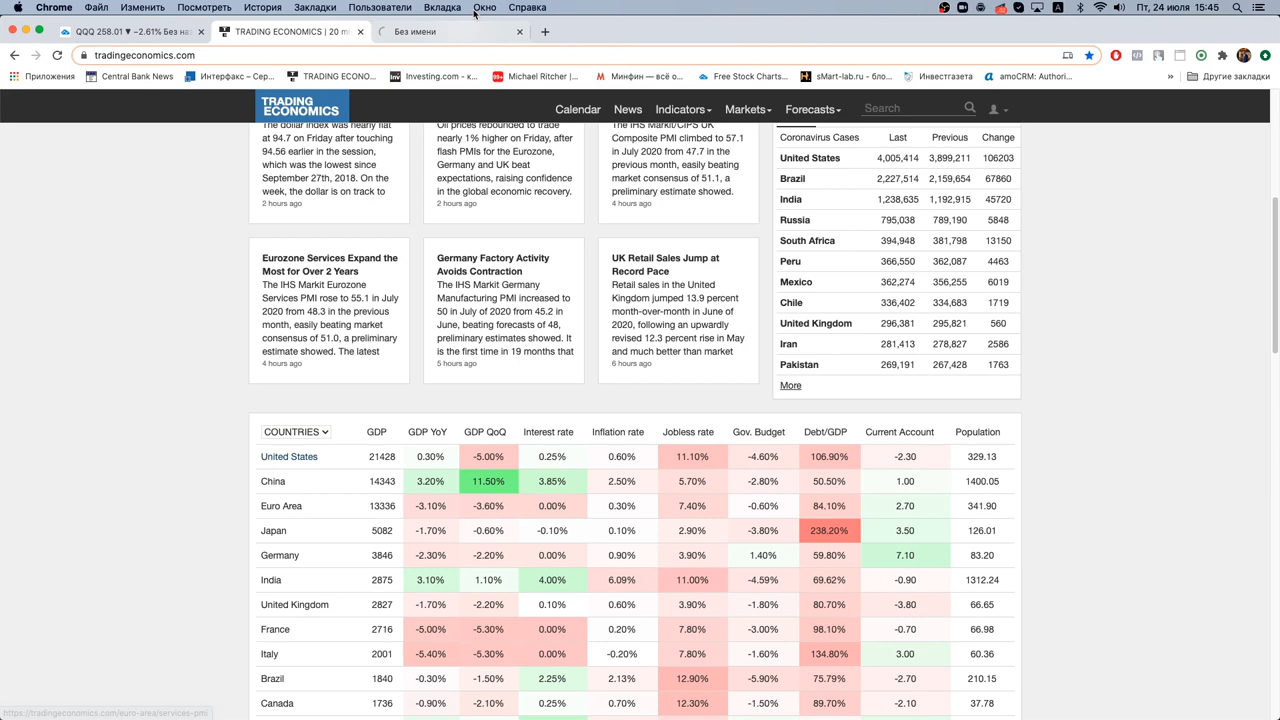 Chrome Файл Изменить Посмотреть История Закладки Пользователи Вкладка Окно Справка
Пт, 24 июля 15:45
QQQ 258.01 ▼ −2.61% Без на
TRADING ECONOMICS | 20 m
Без имени
tradingeconomics.com
Приложения
Central Bank News
Интерфакс – Сер...
TRADING ECONO...
Investing.com - к...
Michael Ritcher |...
Минфин — всё о...
Free Stock Charts...
sMart-lab.ru - бло...
Инвестгазета
amoCRM: Authori...
»
Другие закладки
TRADING
ECONOMICS
Calendar News Indicators Markets Forecasts
Search
The dollar index was nearly flat
at 94.7 on Friday after touching
94.56 earlier in the session,
which was the lowest since
September 27th, 2018. On the
week, the dollar is on track to
2 hours ago
Oil prices rebounded to trade
nearly 1% higher on Friday, after
flash PMIs for the Eurozone,
Germany and UK beat
expectations, raising confidence
in the global economic recovery.
2 hours ago
The IHS Markit/CIPS UK
Composite PMI climbed to 57.1
in July 2020 from 47.7 in the
previous month, easily beating
market consensus of 51.1, a
preliminary estimate showed.
4 hours ago
Eurozone Services Expand the
Most for Over 2 Years
The IHS Markit Eurozone
Services PMI rose to 55.1 in July
2020 from 48.3 in the previous
month, easily beating market
consensus of 51.0, a preliminary
estimate showed. The latest
4 hours ago
Germany Factory Activity
Avoids Contraction
The IHS Markit Germany
Manufacturing PMI increased to
50 in July of 2020 from 45.2 in
June, beating forecasts of 48,
preliminary estimates showed. It
is the first time in 19 months that
5 hours ago
UK Retail Sales Jump at
Record Pace
Retail sales in the United
Kingdom jumped 13.9 percent
month-over-month in June of
2020, following an upwardly
revised 12.3 percent rise in May
and much better than market
6 hours ago
Coronavirus Cases Last Previous Change
United States 4,005,414 3,899,211 106203
Brazil 2,227,514 2,159,654 67860
India 1,238,635 1,192,915 45720
Russia 795,038 789,190 5848
South Africa 394,948 381,798 13150
Peru 366,550 362,087 4463
Mexico 362,274 356,255 6019
Chile 336,402 334,683 1719
United Kingdom 296,381 295,821 560
Iran 281,413 278,827 2586
Pakistan 269,191 267,428 1763
More
COUNTRIES GDP GDP YoY GDP QoQ Interest rate Inflation rate Jobless rate Gov. Budget Debt/GDP Current Account Population
United States 21428 0.30% -5.00% 0.25% 0.60% 11.10% -4.60% 106.90% -2.30 329.13
China 14343 3.20% 11.50% 3.85% 2.50% 5.70% -2.80% 50.50% 1.00 1400.05
Euro Area 13336 -3.10% -3.60% 0.00% 0.30% 7.40% -0.60% 84.10% 2.70 341.90
Japan 5082 -1.70% -0.60% -0.10% 0.10% 2.90% -3.80% 238.20% 3.50 126.01
Germany 3846 -2.30% -2.20% 0.00% 0.90% 3.90% 1.40% 59.80% 7.10 83.20
India 2875 3.10% 1.10% 4.00% 6.09% 11.00% -4.59% 69.62% -0.90 1312.24
United Kingdom 2827 -1.70% -2.20% 0.10% 0.60% 3.90% -1.80% 80.70% -3.80 66.65
France 2716 -5.00% -5.30% 0.00% 0.20% 7.80% -3.00% 98.10% -0.70 66.98
Italy 2001 -5.40% -5.30% 0.00% -0.20% 7.80% -1.60% 134.80% 3.00 60.36
Brazil 1840 -0.30% -1.50% 2.25% 2.13% 12.90% -5.90% 75.79% -2.70 210.15
Canada 1736 -0.90% -2.10% 0.25% 0.70% 12.30% -1.50% 89.70% -2.10 37.78
https://tradingeconomics.com/euro-area/services-pmi